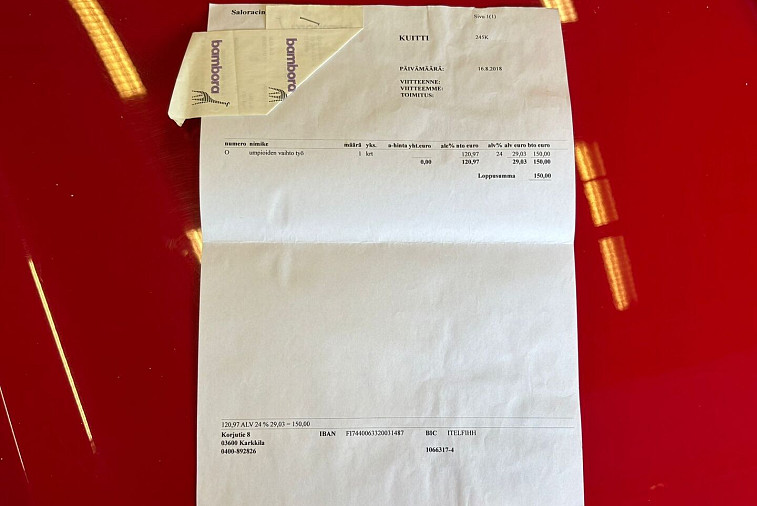 Saloracin
Sivu 1(1)
KUITTI 245K
bambora
bambora
PÄIVÄMÄÄRÄ: 16.8.2018
VIITTEENNE:
VIITTEEMME:
TOIMITUS:
numero nimike määrä yks. a-hinta yht.euro ale% nto euro alv% alv euro bto euro
O umpioiden vaihto työ 1 krt 120,97 24 29,03 150,00
0,00 120,97 29,03 150,00
Loppusumma 150,00
120,97 ALV 24 % 29,03 = 150,00
Korjutie 8 IBAN FI7440063320031487 BIC ITELFIHH
03600 Karkkila
0400-892826 1066317-4